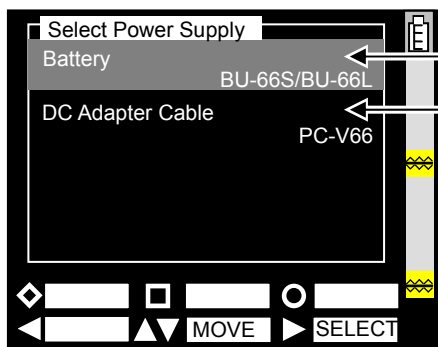 Select Power Supply
Battery
BU-66S/BU-66L
DC Adapter Cable
PC-V66
MOVE
SELECT